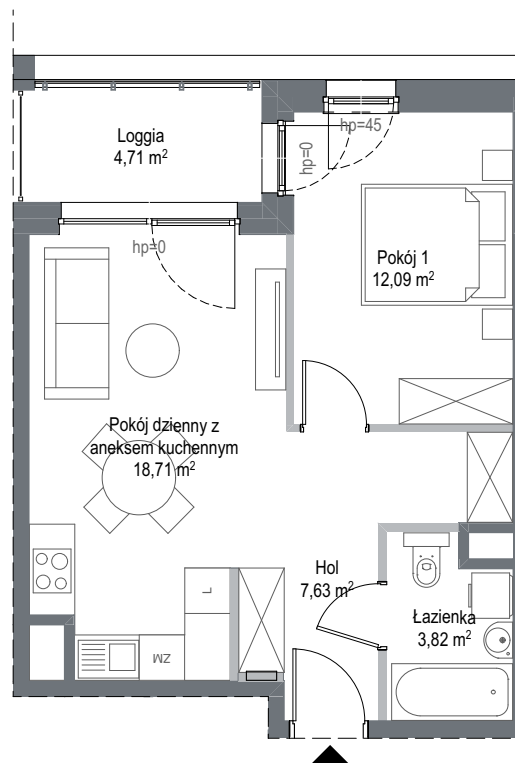 Loggia
4,71 m²
hp=45
hp=0
hp=0
Pokój 1
12,09 m²
Pokój dzienny z
aneksem kuchennym
18,71 m²
Hol
7,63 m²
L
Łazienka
3,82 m²
ZM